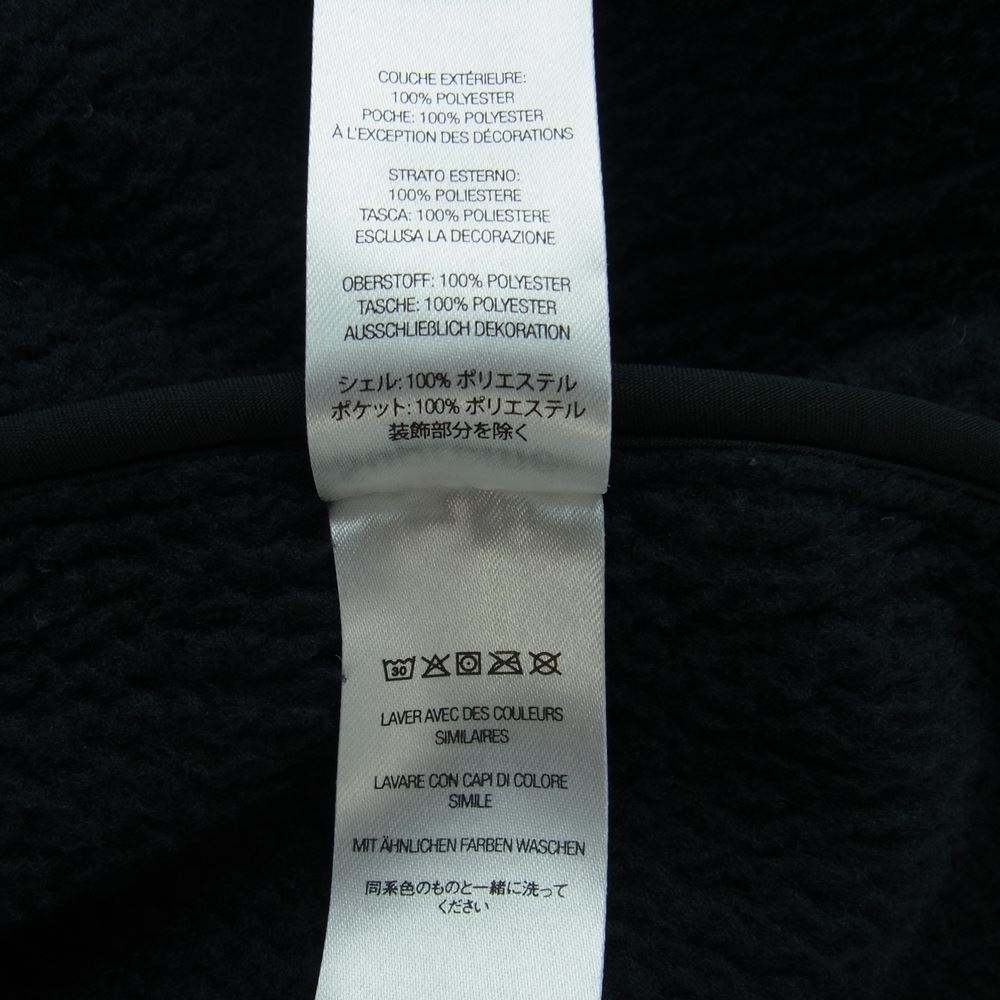 COUCHE EXTÉRIEURE:
100% POLYESTER
POCHE: 100% POLYESTER
À L'EXCEPTION DES DÉCORATIONS
STRATO ESTERNO:
100% POLIESTERE
TASCA: 100% POLIESTERE
ESCLUSA LA DECORAZIONE
OBERSTOFF: 100% POLYESTER
TASCHE: 100% POLYESTER
AUSSCHLIEßLICH DEKORATION
シェル: 100% ポリエステル
ポケット: 100% ポリエステル
装飾部分を除く
30
LAVER AVEC DES COULEURS
SIMILAIRES
LAVARE CON CAPI DI COLORE
SIMILE
MIT ÄHNLICHEN FARBEN WASCHEN
同系色のものと一緒に洗って
ください